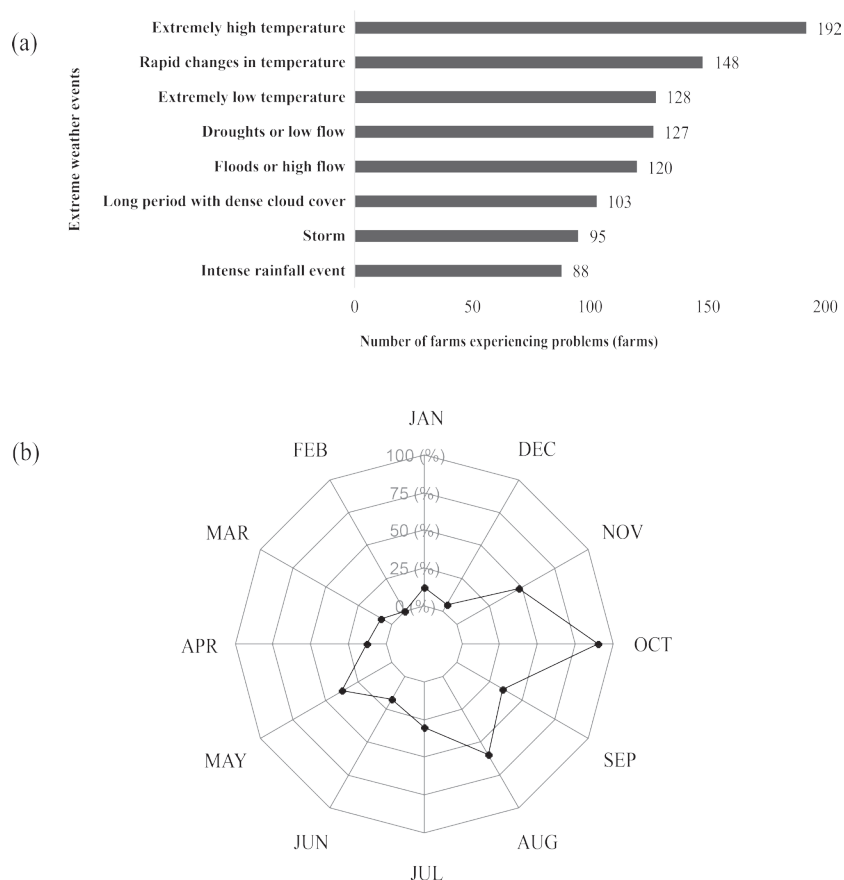 (a)
Extreme weather events
Extremely high temperature 192
Rapid changes in temperature 148
Extremely low temperature 128
Droughts or low flow 127
Floods or high flow 120
Long period with dense cloud cover 103
Storm 95
Intense rainfall event 88
0 50 100 150 200
Number of farms experiencing problems (farms)
(b)
JAN
FEB
DEC
100 (%)
75 (%)
MAR
NOV
50 (%)
25 (%)
0 (%)
APR
OCT
MAY
SEP
JUN
AUG
JUL